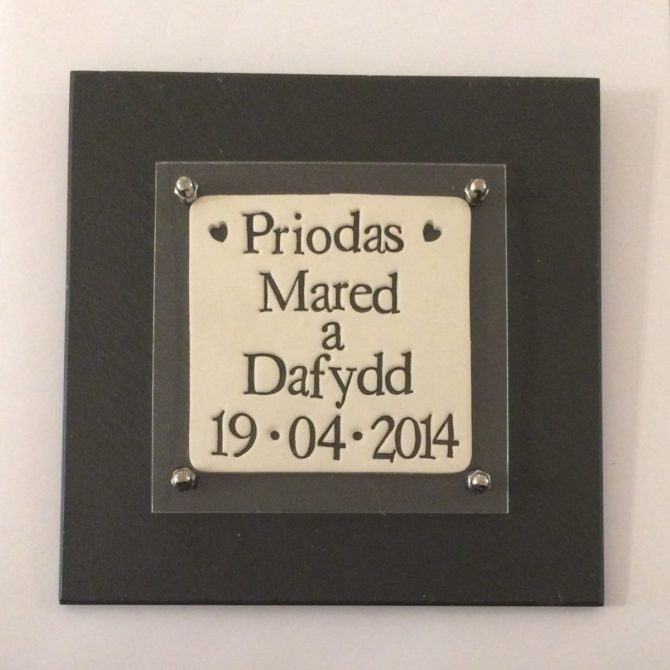 ♥ Priodas ♥
Mared
a
Dafydd
19·04·2014